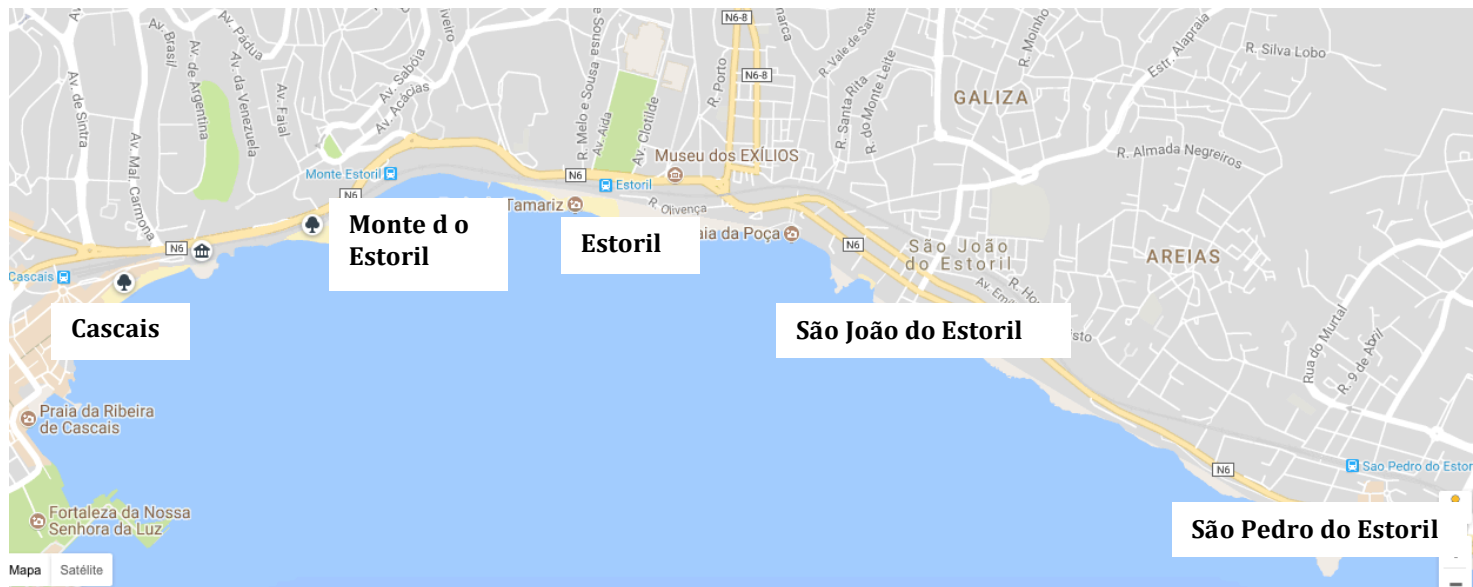 Av. Brasil
Av. Pádua
Av. de Argentina
Av. da Venezuela
Av. de Sintra
Av. Mal. Carmona
Av. Faial
Av. Sabóia
Av. Acácias
R. Melo e Sousa
Sousa
Av. Aida
Av. Clotilde
R. Porto
N6-8
N6-8
R. Vale de Santa
R. Santa Rita
R. do Monte Leite
R. Moinho
Estr. Alapraia
R. Silva Lobo
GALIZA
R. Almada Negreiros
Museu dos EXÍLIOS
Monte Estoril
N6
N6
Estoril
Tamariz
R. Olivença
Monte d o
Estoril
Estoril
N6
São João
do Estoril
AREIAS
N6
Cascais
Av.
Cascais
São João do Estoril
Rua do Murtal
R. 9 de Abril
Praia da Ribeira
de Cascais
N6
Sao Pedro do Estor
Fortaleza da Nossa
Senhora da Luz
São Pedro do Estoril
Mapa
Satélite